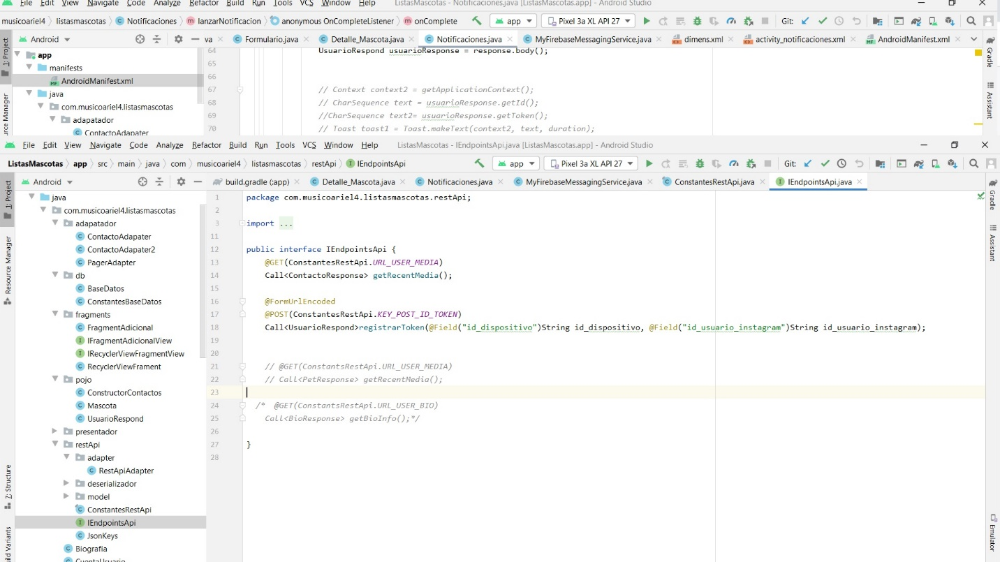 File Edit View Navigate Code Analyze Refactor Build Run Tools VCS Window Help ListasMascotas - Notificaciones.java [ListasMascotas.app] - Android Studio
musicoariel4 listasmascotas Notificaciones lanzarNotificacion anonymous OnCompleteListener onComplete app Pixel 3a XL API 27 Git:
Android va Formulario.java Detalle_Mascota.java Notificaciones.java MyFirebaseMessagingService.java dimens.xml activity_notificaciones.xml AndroidManifest.xml
1: Project
Gradle
Assistant
app
manifests
AndroidManifest.xml
java
com.musicoariel4.listasmascotas
adapatador
ContactoAdapater
64 UsuarioRespond usuarioResponse = response.body();
65
66
67 // Context context2 = getApplicationContext();
68 // CharSequence text = usuarioResponse.getId();
69 //CharSequence text2= usuarioResponse.getToken();
70 // Toast toast1 = Toast.makeText(context2, text, duration);
File Edit View Navigate Code Analyze Refactor Build Run Tools VCS Window Help ListasMascotas - IEndpointsApi.java [ListasMascotas.app] - Android Studio
ListasMascotas app src main java com musicoariel4 listasmascotas restApi IEndpointsApi app Pixel 3a XL API 27 Git:
Android build.gradle (:app) Detalle_Mascota.java Notificaciones.java MyFirebaseMessagingService.java ConstantesRestApi.java IEndpointsApi.java
1: Project
Resource Manager
Z: Structure
Gradle
Assistant
Emulator
java
com.musicoariel4.listasmascotas
adapatador
ContactoAdapater
ContactoAdapater2
PagerAdapter
db
BaseDatos
ConstantesBaseDatos
fragments
FragmentAdicional
IFragmentAdicionalView
IRecyclerViewFragmentView
RecyclerViewFrament
pojo
ConstructorContactos
Mascota
UsuarioRespond
presentador
restApi
adapter
RestApiAdapter
deserializador
model
ConstantesRestApi
IEndpointsApi
JsonKeys
Biografia
CuentaUsuario
1 package com.musicoariel4.listasmascotas.restApi;
2
3 import ...
11
12 public interface IEndpointsApi {
13 @GET(ConstantesRestApi.URL_USER_MEDIA)
14 Call<ContactoResponse> getRecentMedia();
15
16 @FormUrlEncoded
17 @POST(ConstantesRestApi.KEY_POST_ID_TOKEN)
18 Call<UsuarioRespond>registrarToken(@Field("id_dispositivo")String id_dispositivo, @Field("id_usuario_instagram")String id_usuario_instagram);
19
20
21 // @GET(ConstantsRestApi.URL_USER_MEDIA)
22 // Call<PetResponse> getRecentMedia();
23
24 /* @GET(ConstantsRestApi.URL_USER_BIO)
25 Call<BioResponse> getBioInfo();*/
26
27 }
28